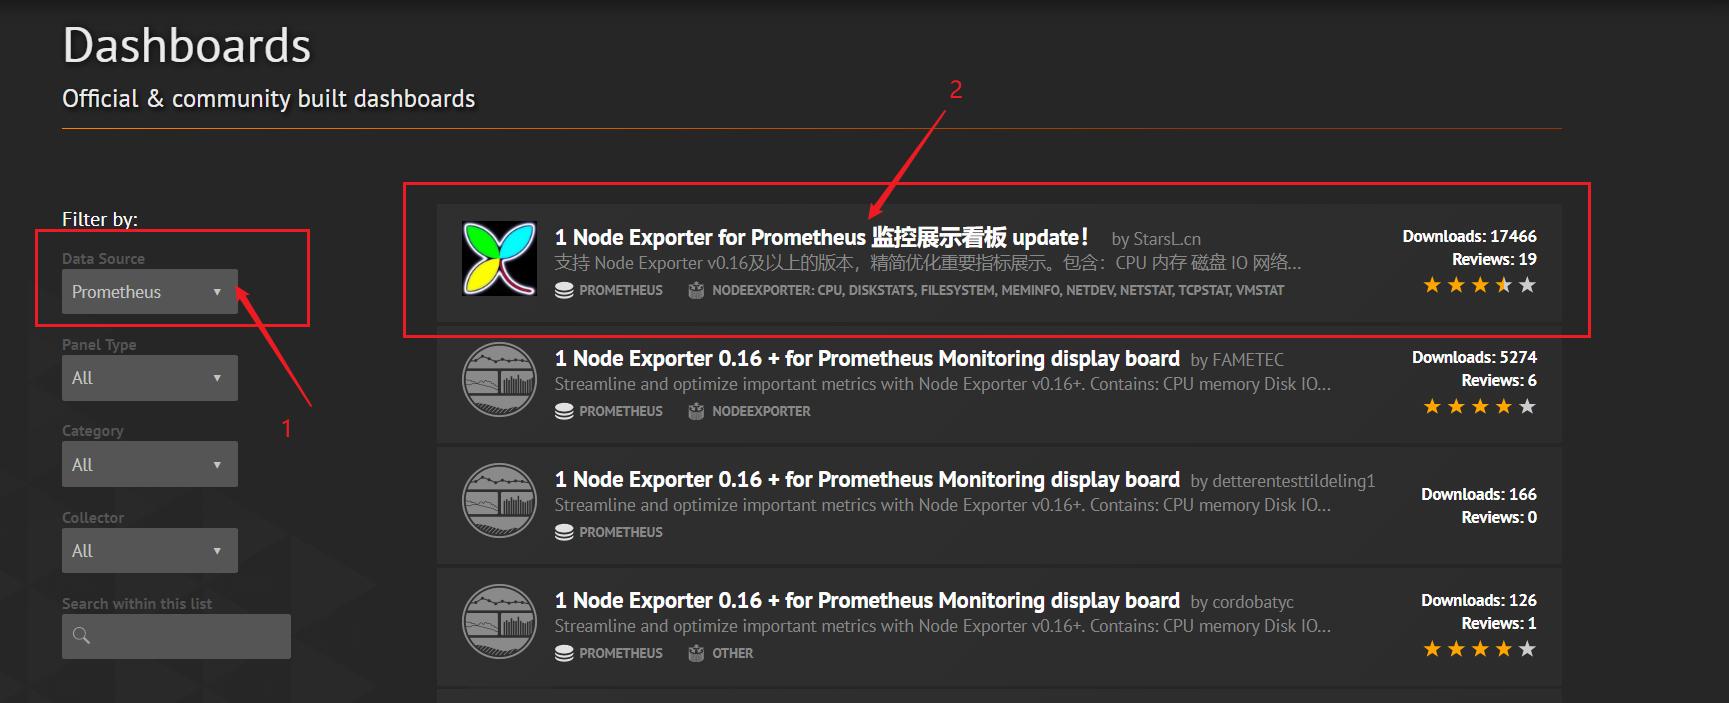 Dashboards
Official & community built dashboards
2
Filter by:
Data Source
Prometheus
1
Panel Type
All
Category
All
Collector
All
Search within this list
1 Node Exporter for Prometheus 监控展示看板 update! by StarsL.cn
支持 Node Exporter v0.16及以上的版本，精简优化重要指标展示。包含：CPU 内存 磁盘 IO 网络...
PROMETHEUS NODEEXPORTER: CPU, DISKSTATS, FILESYSTEM, MEMINFO, NETDEV, NETSTAT, TCPSTAT, VMSTAT
Downloads: 17466
Reviews: 19
1 Node Exporter 0.16 + for Prometheus Monitoring display board by FAMETEC
Streamline and optimize important metrics with Node Exporter v0.16+. Contains: CPU memory Disk IO...
PROMETHEUS NODEEXPORTER
Downloads: 5274
Reviews: 6
1 Node Exporter 0.16 + for Prometheus Monitoring display board by detterentesttildeling1
Streamline and optimize important metrics with Node Exporter v0.16+. Contains: CPU memory Disk IO...
PROMETHEUS
Downloads: 166
Reviews: 0
1 Node Exporter 0.16 + for Prometheus Monitoring display board by cordobatyc
Streamline and optimize important metrics with Node Exporter v0.16+. Contains: CPU memory Disk IO...
PROMETHEUS OTHER
Downloads: 126
Reviews: 1